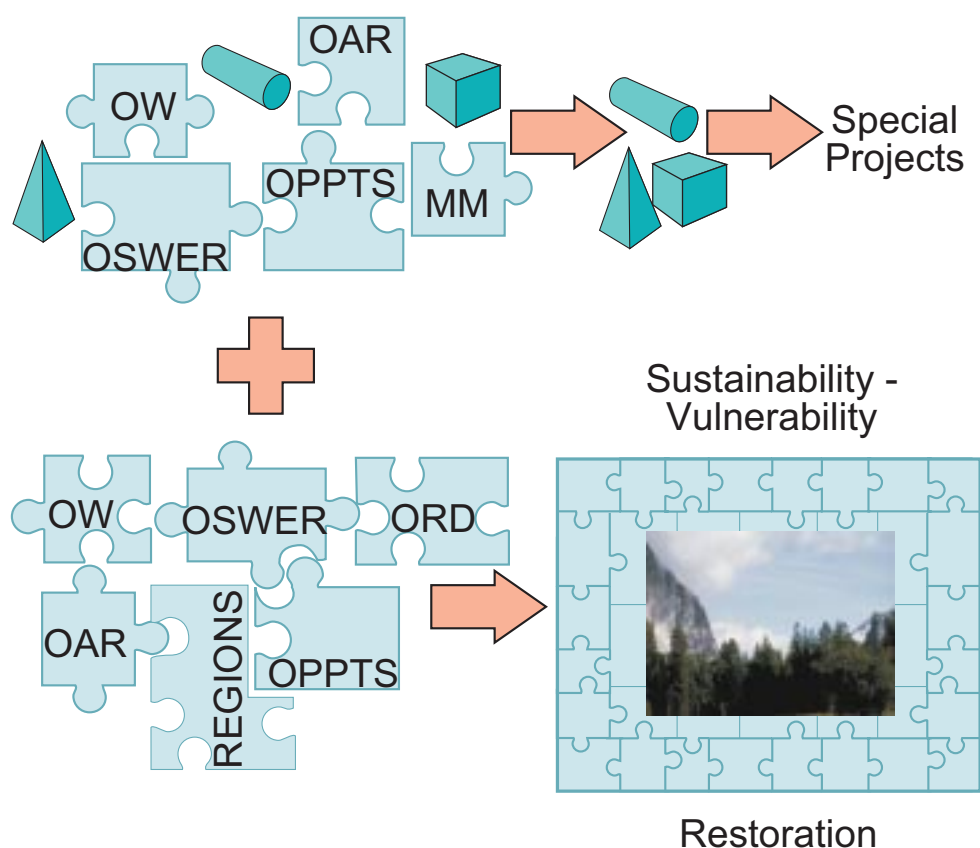 OAR
OW
OPPTS
MM
OSWER
Special
Projects
Sustainability -
Vulnerability
OW
OSWER
ORD
OAR
REGIONS
OPPTS
Restoration